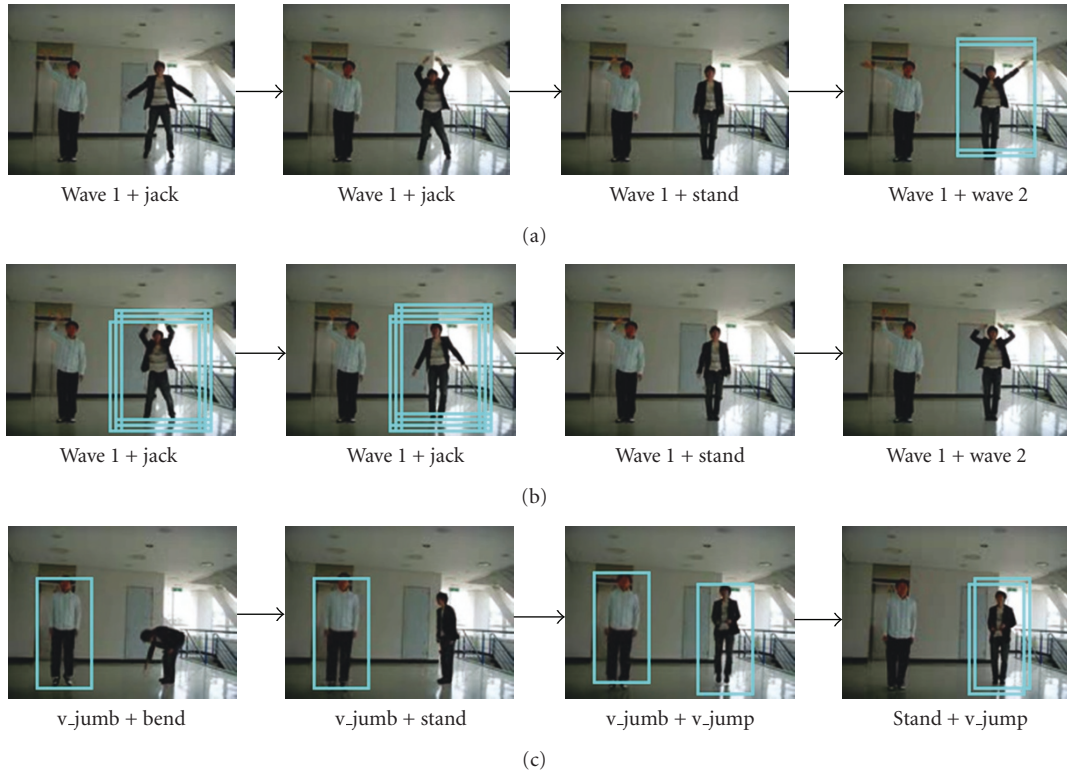 Wave 1 + jack
Wave 1 + jack
Wave 1 + stand
Wave 1 + wave 2
(a)
Wave 1 + jack
Wave 1 + jack
Wave 1 + stand
Wave 1 + wave 2
(b)
v_jumb + bend
v_jumb + stand
v_jumb + v_jump
Stand + v_jump
(c)